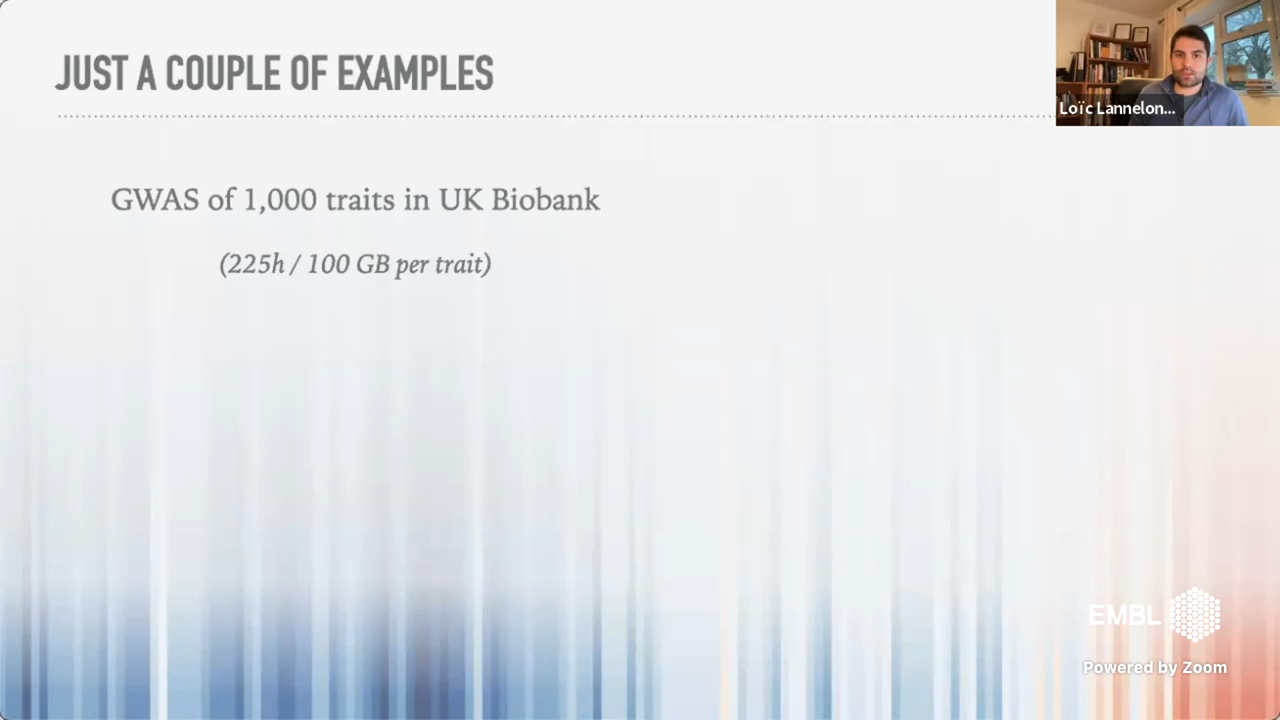 JUST A COUPLE OF EXAMPLES
Loïc Lannelon...
GWAS of 1,000 traits in UK Biobank
(225h / 100 GB per trait)
EMBL
Powered by Zoom